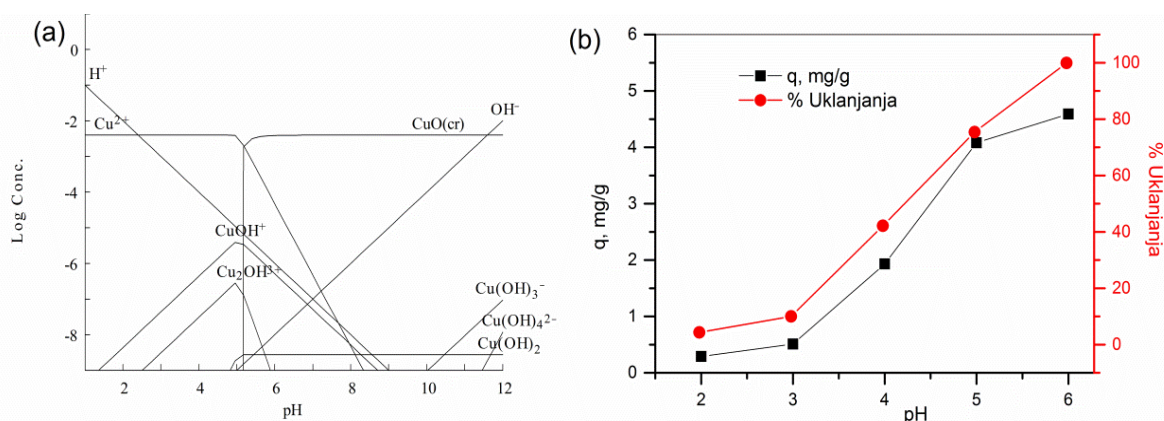 (a)
0
-2
-4
-6
-8
Log Conc.
H⁺
Cu²⁺
CuO(cr)
OH⁻
CuOH⁺
Cu₂OH³⁺
Cu(OH)₃⁻
Cu(OH)₄²⁻
Cu(OH)₂
2 4 6 8 10 12
pH
(b)
q, mg/g
% Uklanjanja
6
5
4
3
2
1
0
q, mg/g
100
80
60
40
20
0
% Uklanjanja
2 3 4 5 6
pH